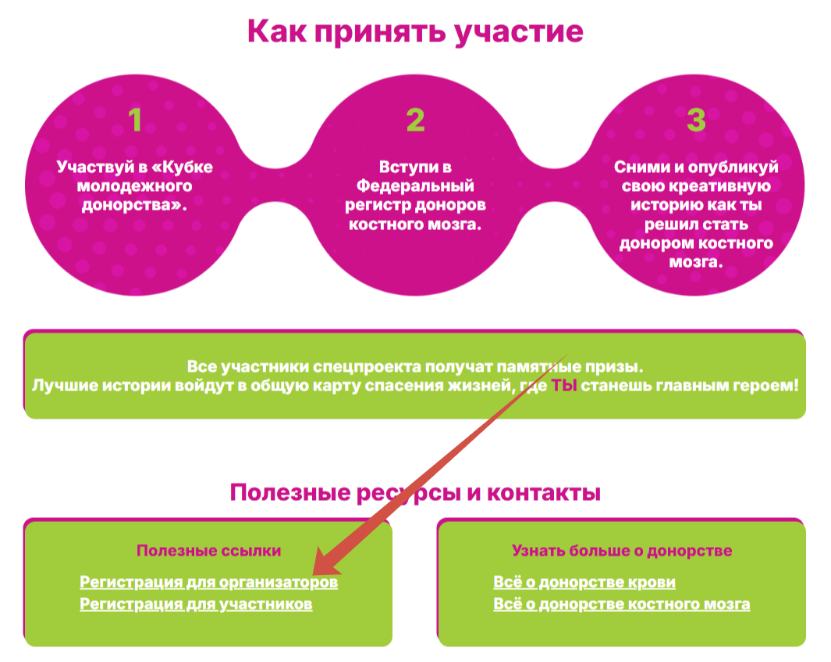 Как принять участие
1
Участвуй в «Кубке
молодежного
донорства».
2
Вступи в
Федеральный
регистр доноров
костного мозга.
3
Сними и опубликуй
свою креативную
историю как ты
решил стать
донором костного
мозга.
Все участники спецпроекта получат памятные призы.
Лучшие истории войдут в общую карту спасения жизней, где ТЫ станешь главным героем!
Полезные ресурсы и контакты
Полезные ссылки
Регистрация для организаторов
Регистрация для участников
Узнать больше о донорстве
Всё о донорстве крови
Всё о донорстве костного мозга